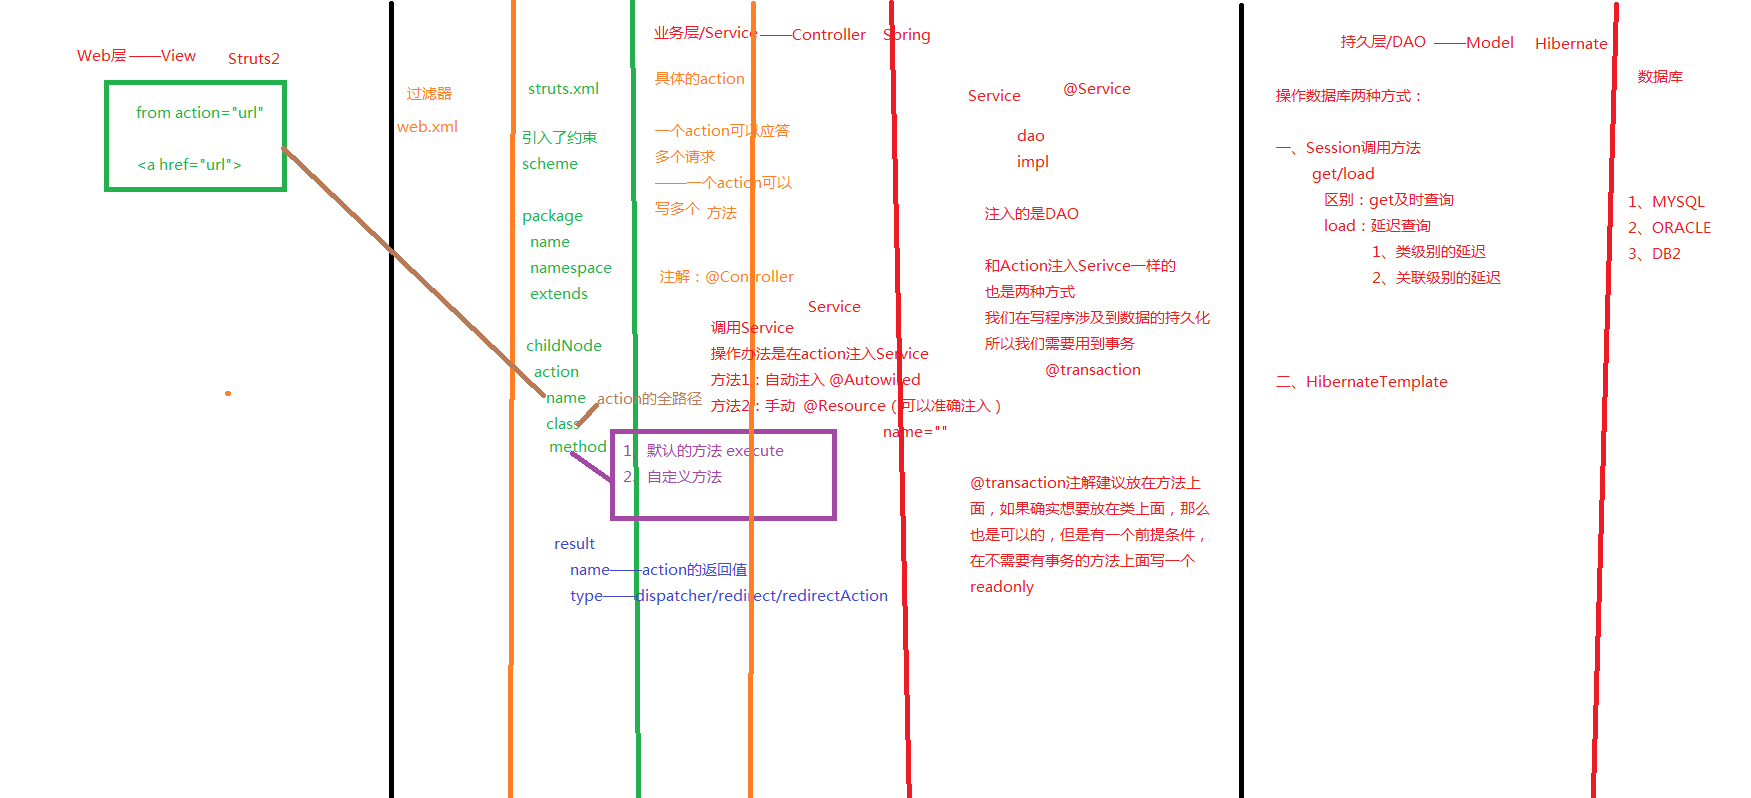 Web层 ——View
Struts2
from action="url"
<a href="url">
过滤器
web.xml
struts.xml
引入了约束
scheme
package
name
namespace
extends
childNode
action
name
class
method
action的全路径
1、默认的方法 execute
2、自定义方法
result
name——action的返回值
type——dispatcher/redirect/redirectAction
业务层/Service ——Controller
Spring
具体的action
一个action可以应答
多个请求
——一个action可以
写多个 方法
注解：@Controller
Service
调用Service
操作办法是在action注入Service
方法1：自动注入 @Autowired
方法2：手动 @Resource（可以准确注入）
name=""
Service
@Service
dao
impl
注入的是DAO
和Action注入Serivce一样的
也是两种方式
我们在写程序涉及到数据的持久化
所以我们需要用到事务
@transaction
@transaction注解建议放在方法上
面，如果确实想要放在类上面，那么
也是可以的，但是有一个前提条件，
在不需要有事务的方法上面写一个
readonly
持久层/DAO ——Model
Hibernate
操作数据库两种方式：
一、Session调用方法
get/load
区别：get及时查询
load：延迟查询
1、类级别的延迟
2、关联级别的延迟
二、HibernateTemplate
数据库
1、MYSQL
2、ORACLE
3、DB2